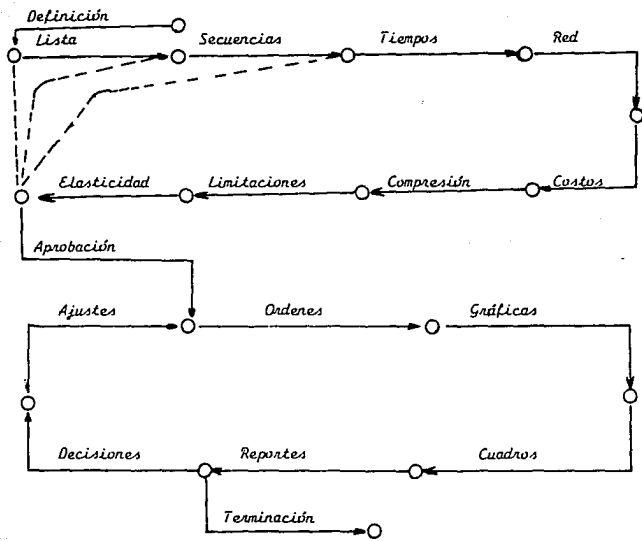 Definición
Lista
Secuencias
Tiempos
Red
Elasticidad
Limitaciones
Compresión
Costos
Aprobación
Ajustes
Ordenes
Gráficas
Decisiones
Reportes
Cuadros
Terminación